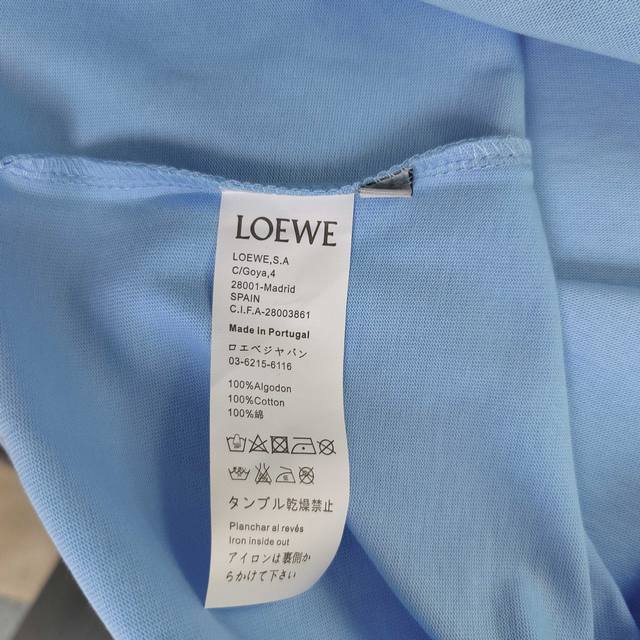 LOEWE
LOEWE,S.A
C/Goya,4
28001-Madrid
SPAIN
C.I.F.A-28003861
Made in Portugal
ロエベジャパン
03-6215-6116
100%Algodon
100%Cotton
100%綿
タンブル乾燥禁止
Planchar al revés
Iron inside out
アイロンは裏側か
らかけて下さい